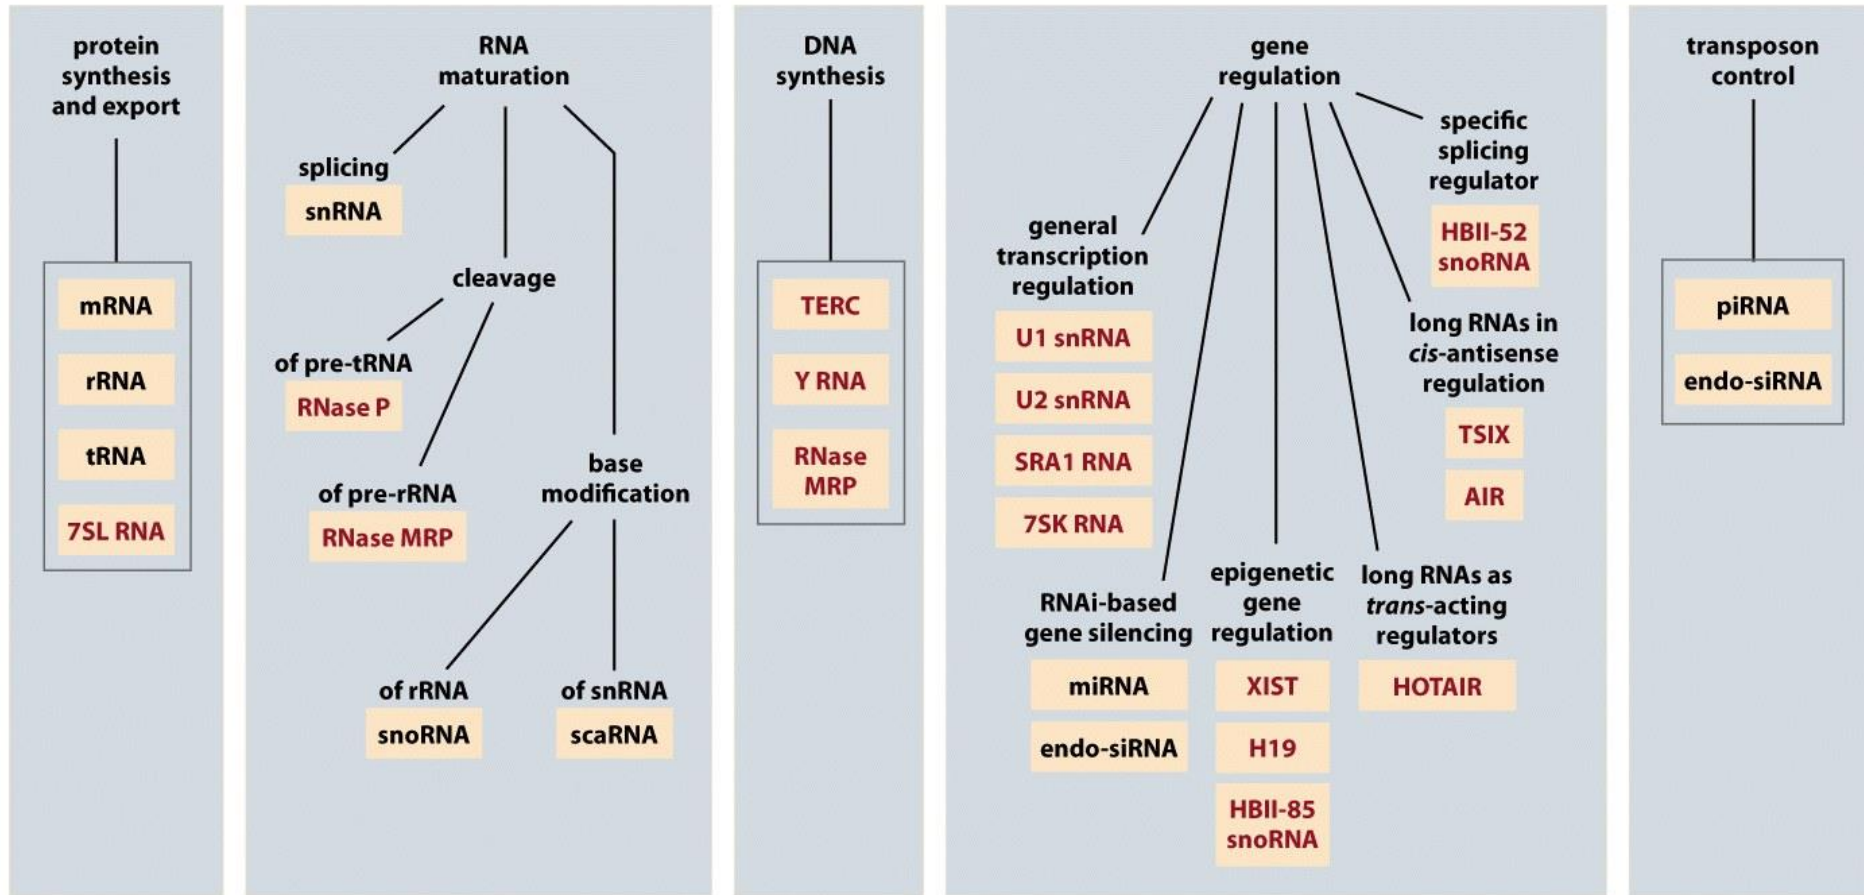 protein
synthesis
and export
mRNA
rRNA
tRNA
7SL RNA
RNA
maturation
splicing
snRNA
cleavage
of pre-tRNA
RNase P
of pre-rRNA
RNase MRP
base
modification
of rRNA
snoRNA
of snRNA
scaRNA
DNA
synthesis
TERC
Y RNA
RNase
MRP
gene
regulation
general
transcription
regulation
U1 snRNA
U2 snRNA
SRA1 RNA
7SK RNA
RNAi-based
gene silencing
miRNA
endo-siRNA
epigenetic
gene
regulation
XIST
H19
HBII-85
snoRNA
long RNAs as
trans-acting
regulators
HOTAIR
long RNAs in
cis-antisense
regulation
TSIX
AIR
specific
splicing
regulator
HBII-52
snoRNA
transposon
control
piRNA
endo-siRNA